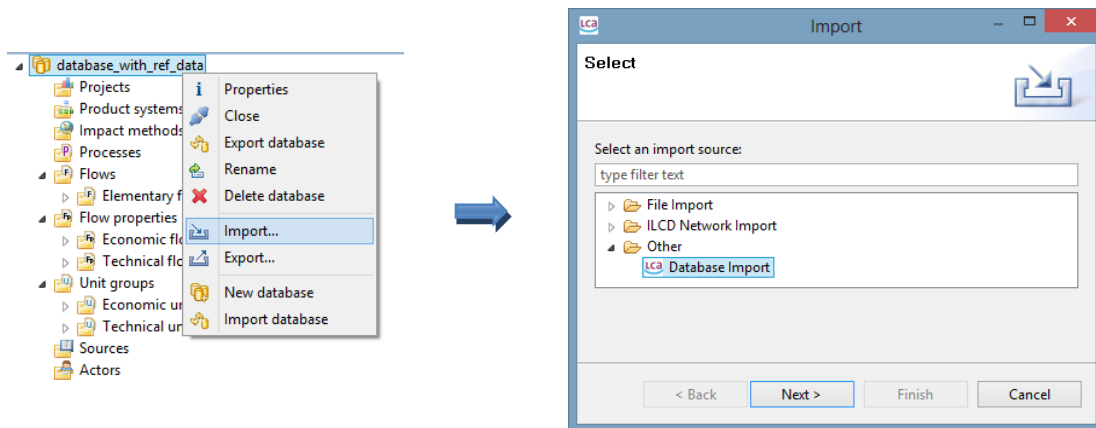 database_with_ref_data
Projects
Product systems
Impact methods
Processes
Flows
Elementary f
Flow properties
Economic flo
Technical flo
Unit groups
Economic un
Technical un
Sources
Actors
i Properties
Close
Export database
Rename
Delete database
Import...
Export...
New database
Import database
LCA Import
Select
Select an import source:
type filter text
File Import
ILCD Network Import
Other
LCA Database Import
< Back Next > Finish Cancel